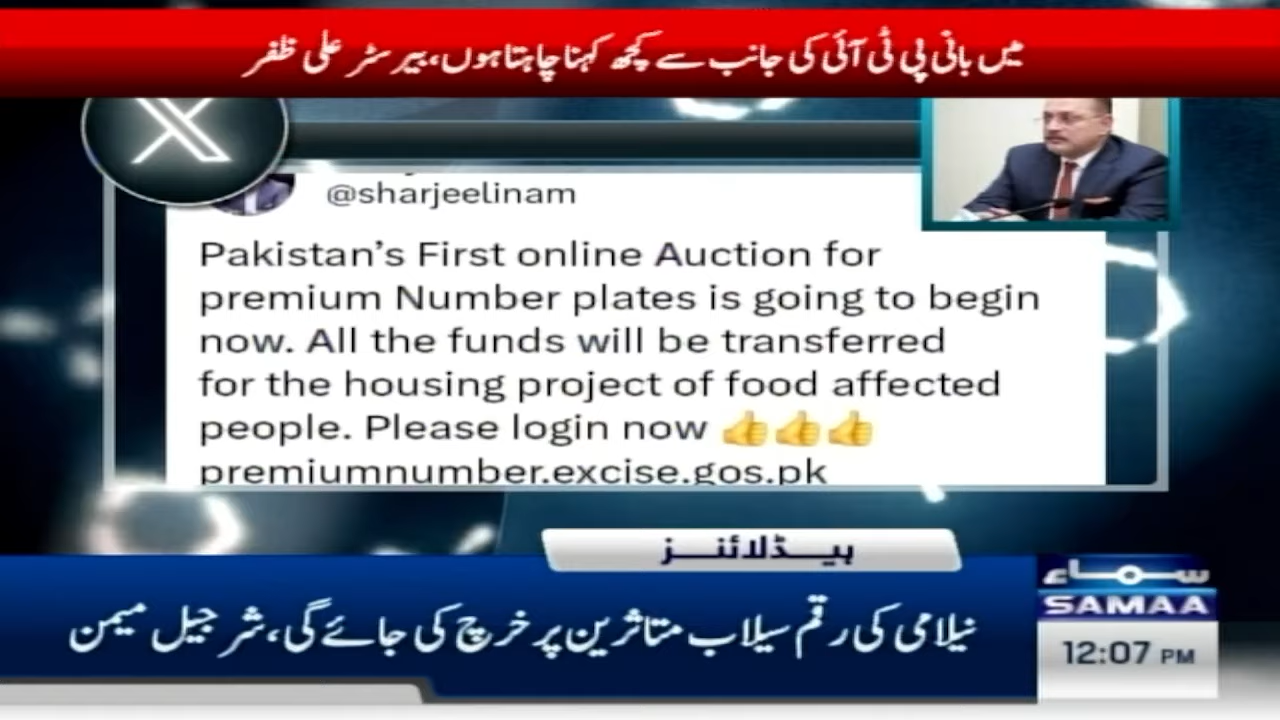 میں بانی پی ٹی آئی کی جانب سے کچھ کہنا چاہتا ہوں، بیرسٹر علی ظفر
X
@sharjeelinam
Pakistan's First online Auction for
premium Number plates is going to begin
now. All the funds will be transferred
for the housing project of food affected
people. Please login now 👍👍👍
premiumnumber.excise.gos.pk
ہیڈلائنز
نیلامی کی رقم سیلاب متاثرین پر خرچ کی جائے گی، شرجیل میمن
سماء
SAMAA
12:07 PM